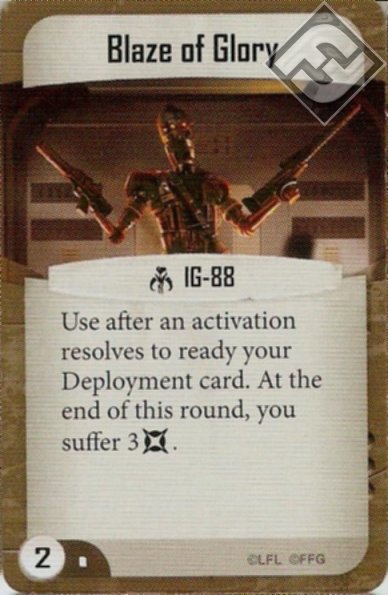 Blaze of Glory
IG-88
Use after an activation
resolves to ready your
Deployment card. At the
end of this round, you
suffer 3 .
2
©LFL ©FFG